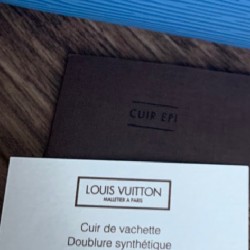 CUIR EPI
LOUIS VUITTON
MALLETIER À PARIS
Cuir de vachette
Doublure synthétique